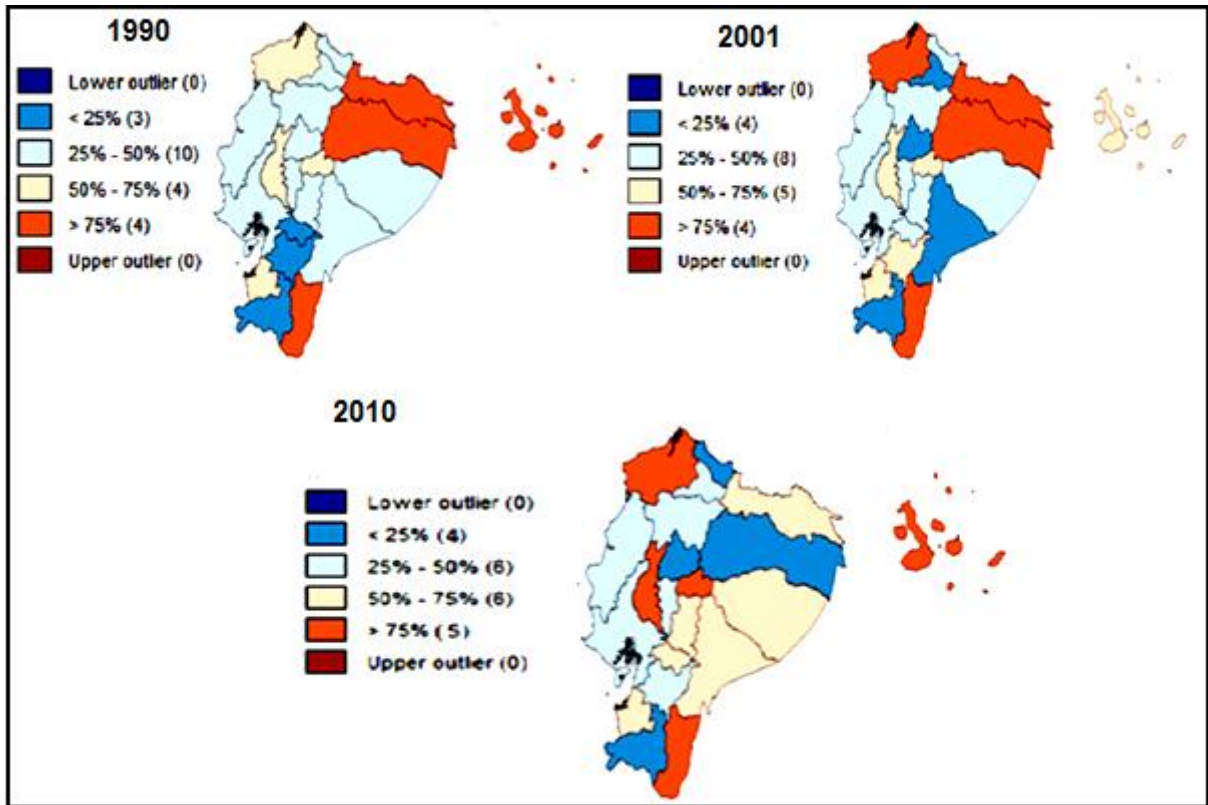 1990
Lower outlier (0)
< 25% (3)
25% - 50% (10)
50% - 75% (4)
> 75% (4)
Upper outlier (0)
2001
Lower outlier (0)
< 25% (4)
25% - 50% (8)
50% - 75% (5)
> 75% (4)
Upper outlier (0)
2010
Lower outlier (0)
< 25% (4)
25% - 50% (6)
50% - 75% (6)
> 75% (5)
Upper outlier (0)